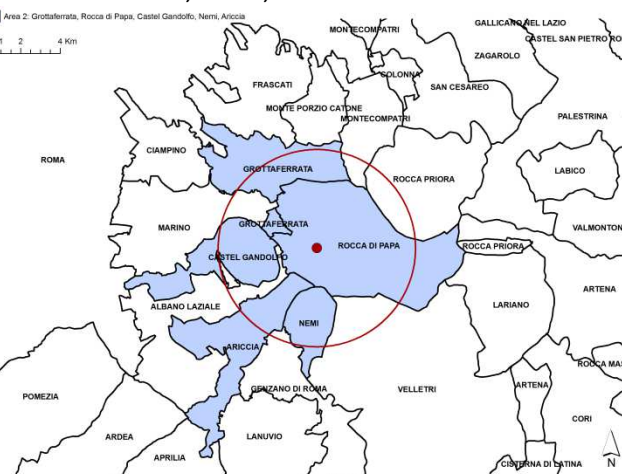 Area 2: Grottaferrata, Rocca di Papa, Castel Gandolfo, Nemi, Ariccia
1 2 4 Km
MONTECOMPATRI
GALLICANO NEL LAZIO
CASTEL SAN PIETRO RO
ZAGAROLO
COLONNA
FRASCATI
SAN CESAREO
MONTE PORZIO CATONE
MONTECOMPATRI
PALESTRINA
CIAMPINO
ROMA
GROTTAFERRATA
LABICO
ROCCA PRIORA
MARINO
GROTTAFERRATA
VALMONTON
ROCCA DI PAPA
ROCCA PRIORA
CASTEL GANDOLFO
ARTENA
ALBANO LAZIALE
LARIANO
NEMI
ARICCIA
ROCCA MA
GENZANO DI ROMA
VELLETRI
ARTENA
POMEZIA
CORI
ARDEA
LANUVIO
APRILIA
CISTERNA DI LATINA
N